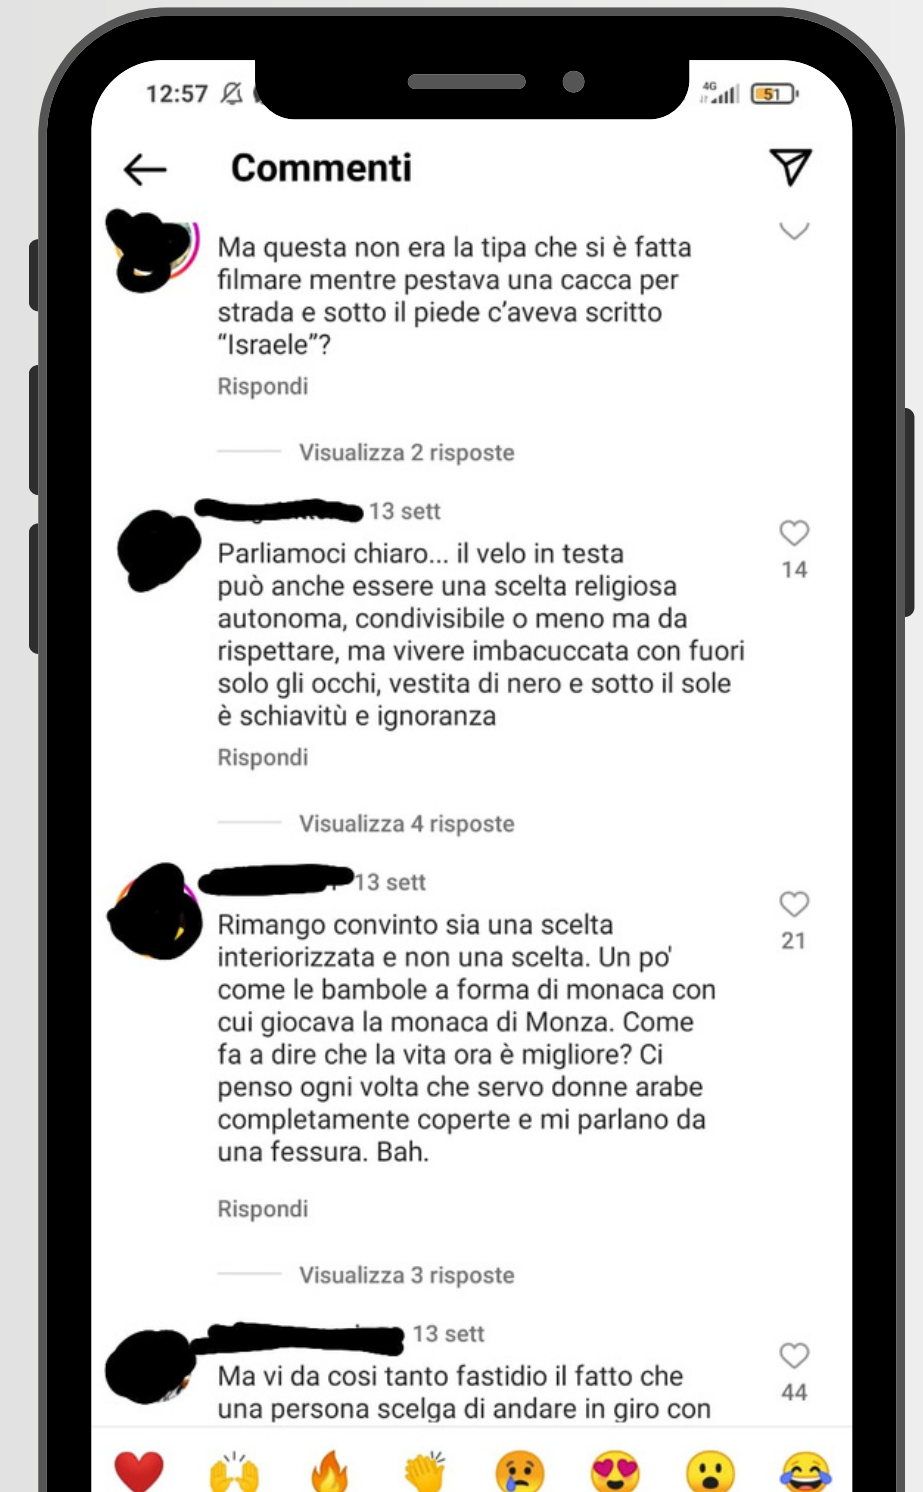 12:57
4G
51
Commenti
Ma questa non era la tipa che si è fatta
filmare mentre pestava una cacca per
strada e sotto il piede c’aveva scritto
“Israele”?
Rispondi
Visualizza 2 risposte
13 sett
Parliamoci chiaro... il velo in testa
può anche essere una scelta religiosa
autonoma, condivisibile o meno ma da
rispettare, ma vivere imbacuccata con fuori
solo gli occhi, vestita di nero e sotto il sole
è schiavitù e ignoranza
14
Rispondi
Visualizza 4 risposte
13 sett
Rimango convinto sia una scelta
interiorizzata e non una scelta. Un po'
come le bambole a forma di monaca con
cui giocava la monaca di Monza. Come
fa a dire che la vita ora è migliore? Ci
penso ogni volta che servo donne arabe
completamente coperte e mi parlano da
una fessura. Bah.
21
Rispondi
Visualizza 3 risposte
13 sett
Ma vi da cosi tanto fastidio il fatto che
una persona scelga di andare in giro con
44